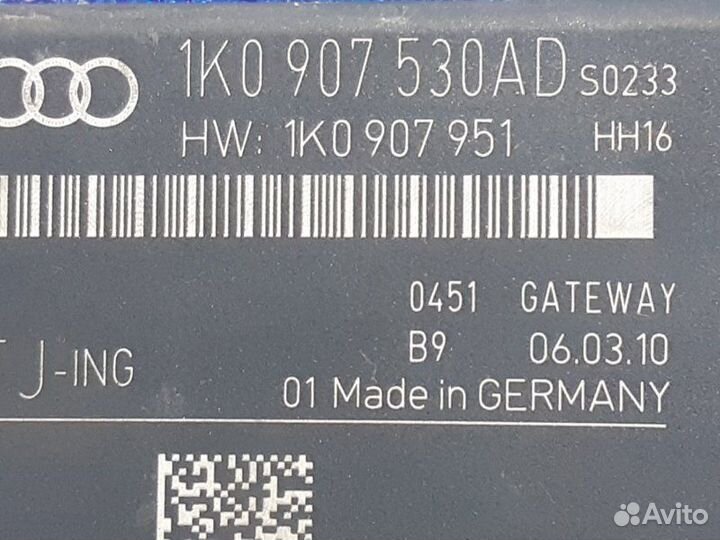 1K0 907 530AD S0233
HW: 1K0 907 951 HH16
0451 GATEWAY
B9 06.03.10
J-ING
01 Made in GERMANY
Avito